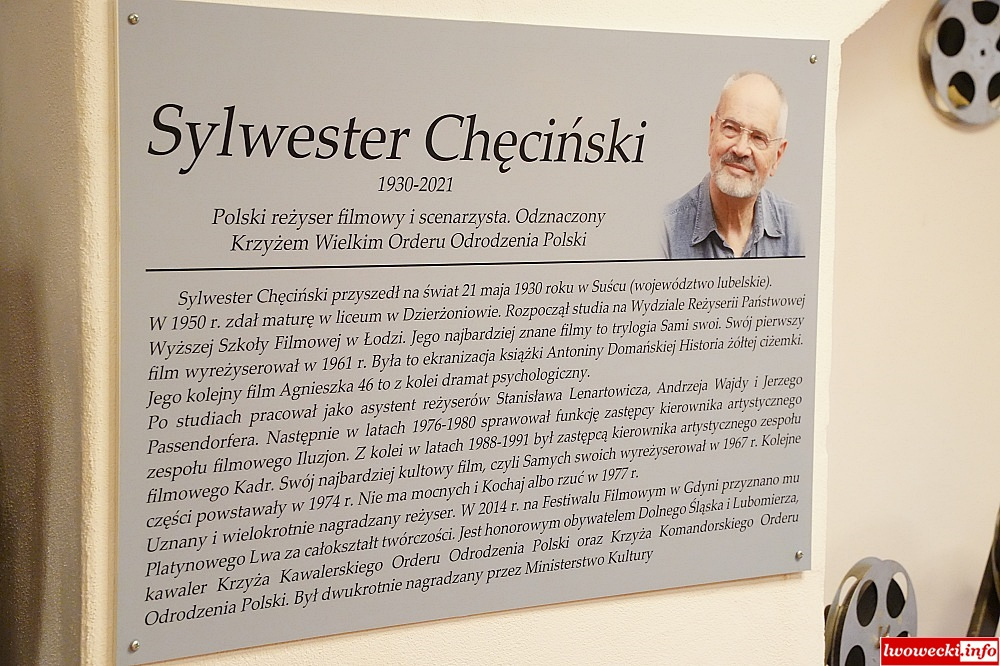 Sylwester Chęciński
1930-2021
Polski reżyser filmowy i scenarzysta. Odznaczony
Krzyżem Wielkim Orderu Odrodzenia Polski
Sylwester Chęciński przyszedł na świat 21 maja 1930 roku w Suścu (województwo lubelskie).
W 1950 r. zdał maturę w liceum w Dzierżoniowie. Rozpoczął studia na Wydziale Reżyserii Państwowej
Wyższej Szkoły Filmowej w Łodzi. Jego najbardziej znane filmy to trylogia Sami swoi. Swój pierwszy
film wyreżyserował w 1961 r. Była to ekranizacja książki Antoniny Domańskiej Historia żółtej ciżemki.
Jego kolejny film Agnieszka 46 to z kolei dramat psychologiczny.
Po studiach pracował jako asystent reżyserów Stanisława Lenartowicza, Andrzeja Wajdy i Jerzego
Passendorfera. Następnie w latach 1976-1980 sprawował funkcję zastępcy kierownika artystycznego
zespołu filmowego Iluzjon. Z kolei w latach 1988-1991 był zastępcą kierownika artystycznego zespołu
filmowego Kadr. Swój najbardziej kultowy film, czyli Samych swoich wyreżyserował w 1967 r. Kolejne
części powstawały w 1974 r. Nie ma mocnych i Kochaj albo rzuć w 1977 r.
Uznany i wielokrotnie nagradzany reżyser. W 2014 r. na Festiwalu Filmowym w Gdyni przyznano mu
Platynowego Lwa za całokształt twórczości. Jest honorowym obywatelem Dolnego Śląska i Lubomierza,
kawaler Krzyża Kawalerskiego Orderu Odrodzenia Polski oraz Krzyża Komandorskiego Orderu
Odrodzenia Polski. Był dwukrotnie nagradzany przez Ministerstwo Kultury
lwowecki.info